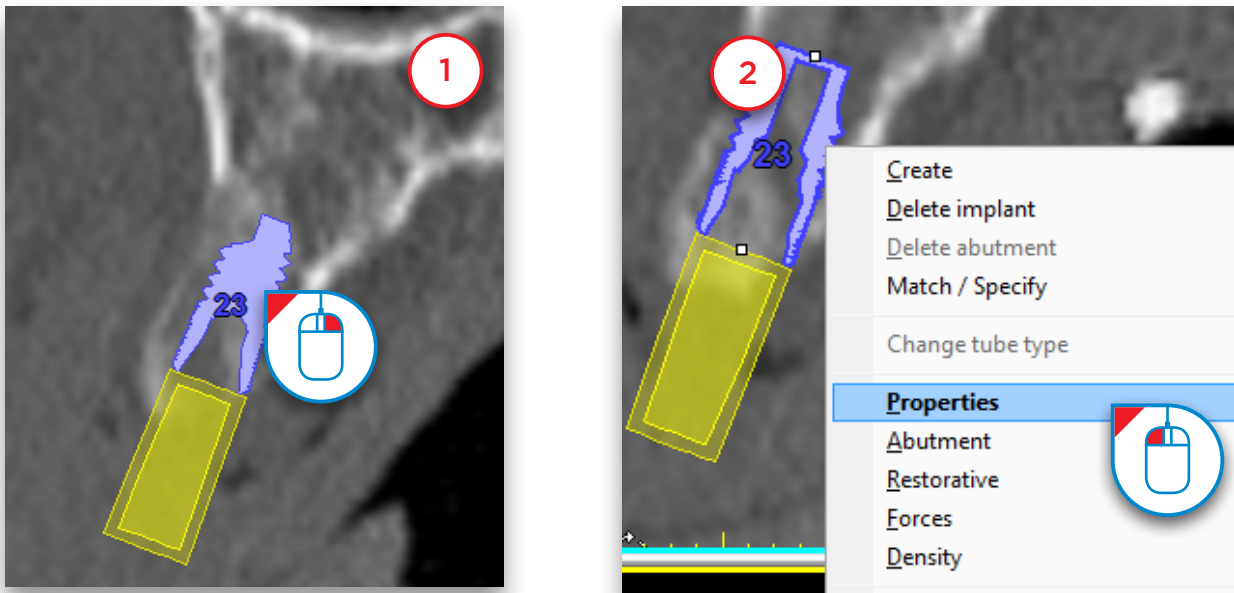 1
23
2
23
Create
Delete implant
Delete abutment
Match / Specify
Change tube type
Properties
Abutment
Restorative
Forces
Density